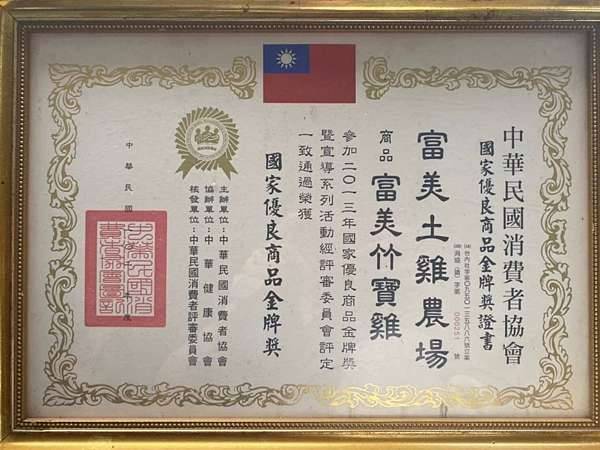 中華民國消費者協會
國家優良商品金牌獎證書
富美土雞農場
商品 富美竹寶雞
參加二〇一三年國家優良商品金牌獎
暨宣導系列活動經評審委員會評定
一致通過榮獲
國家優良商品金牌獎
主辦單位：中華民國消費者協會
協辦單位：中華健康協會
核發單位：中華民國消費者評審委員會
中華民國